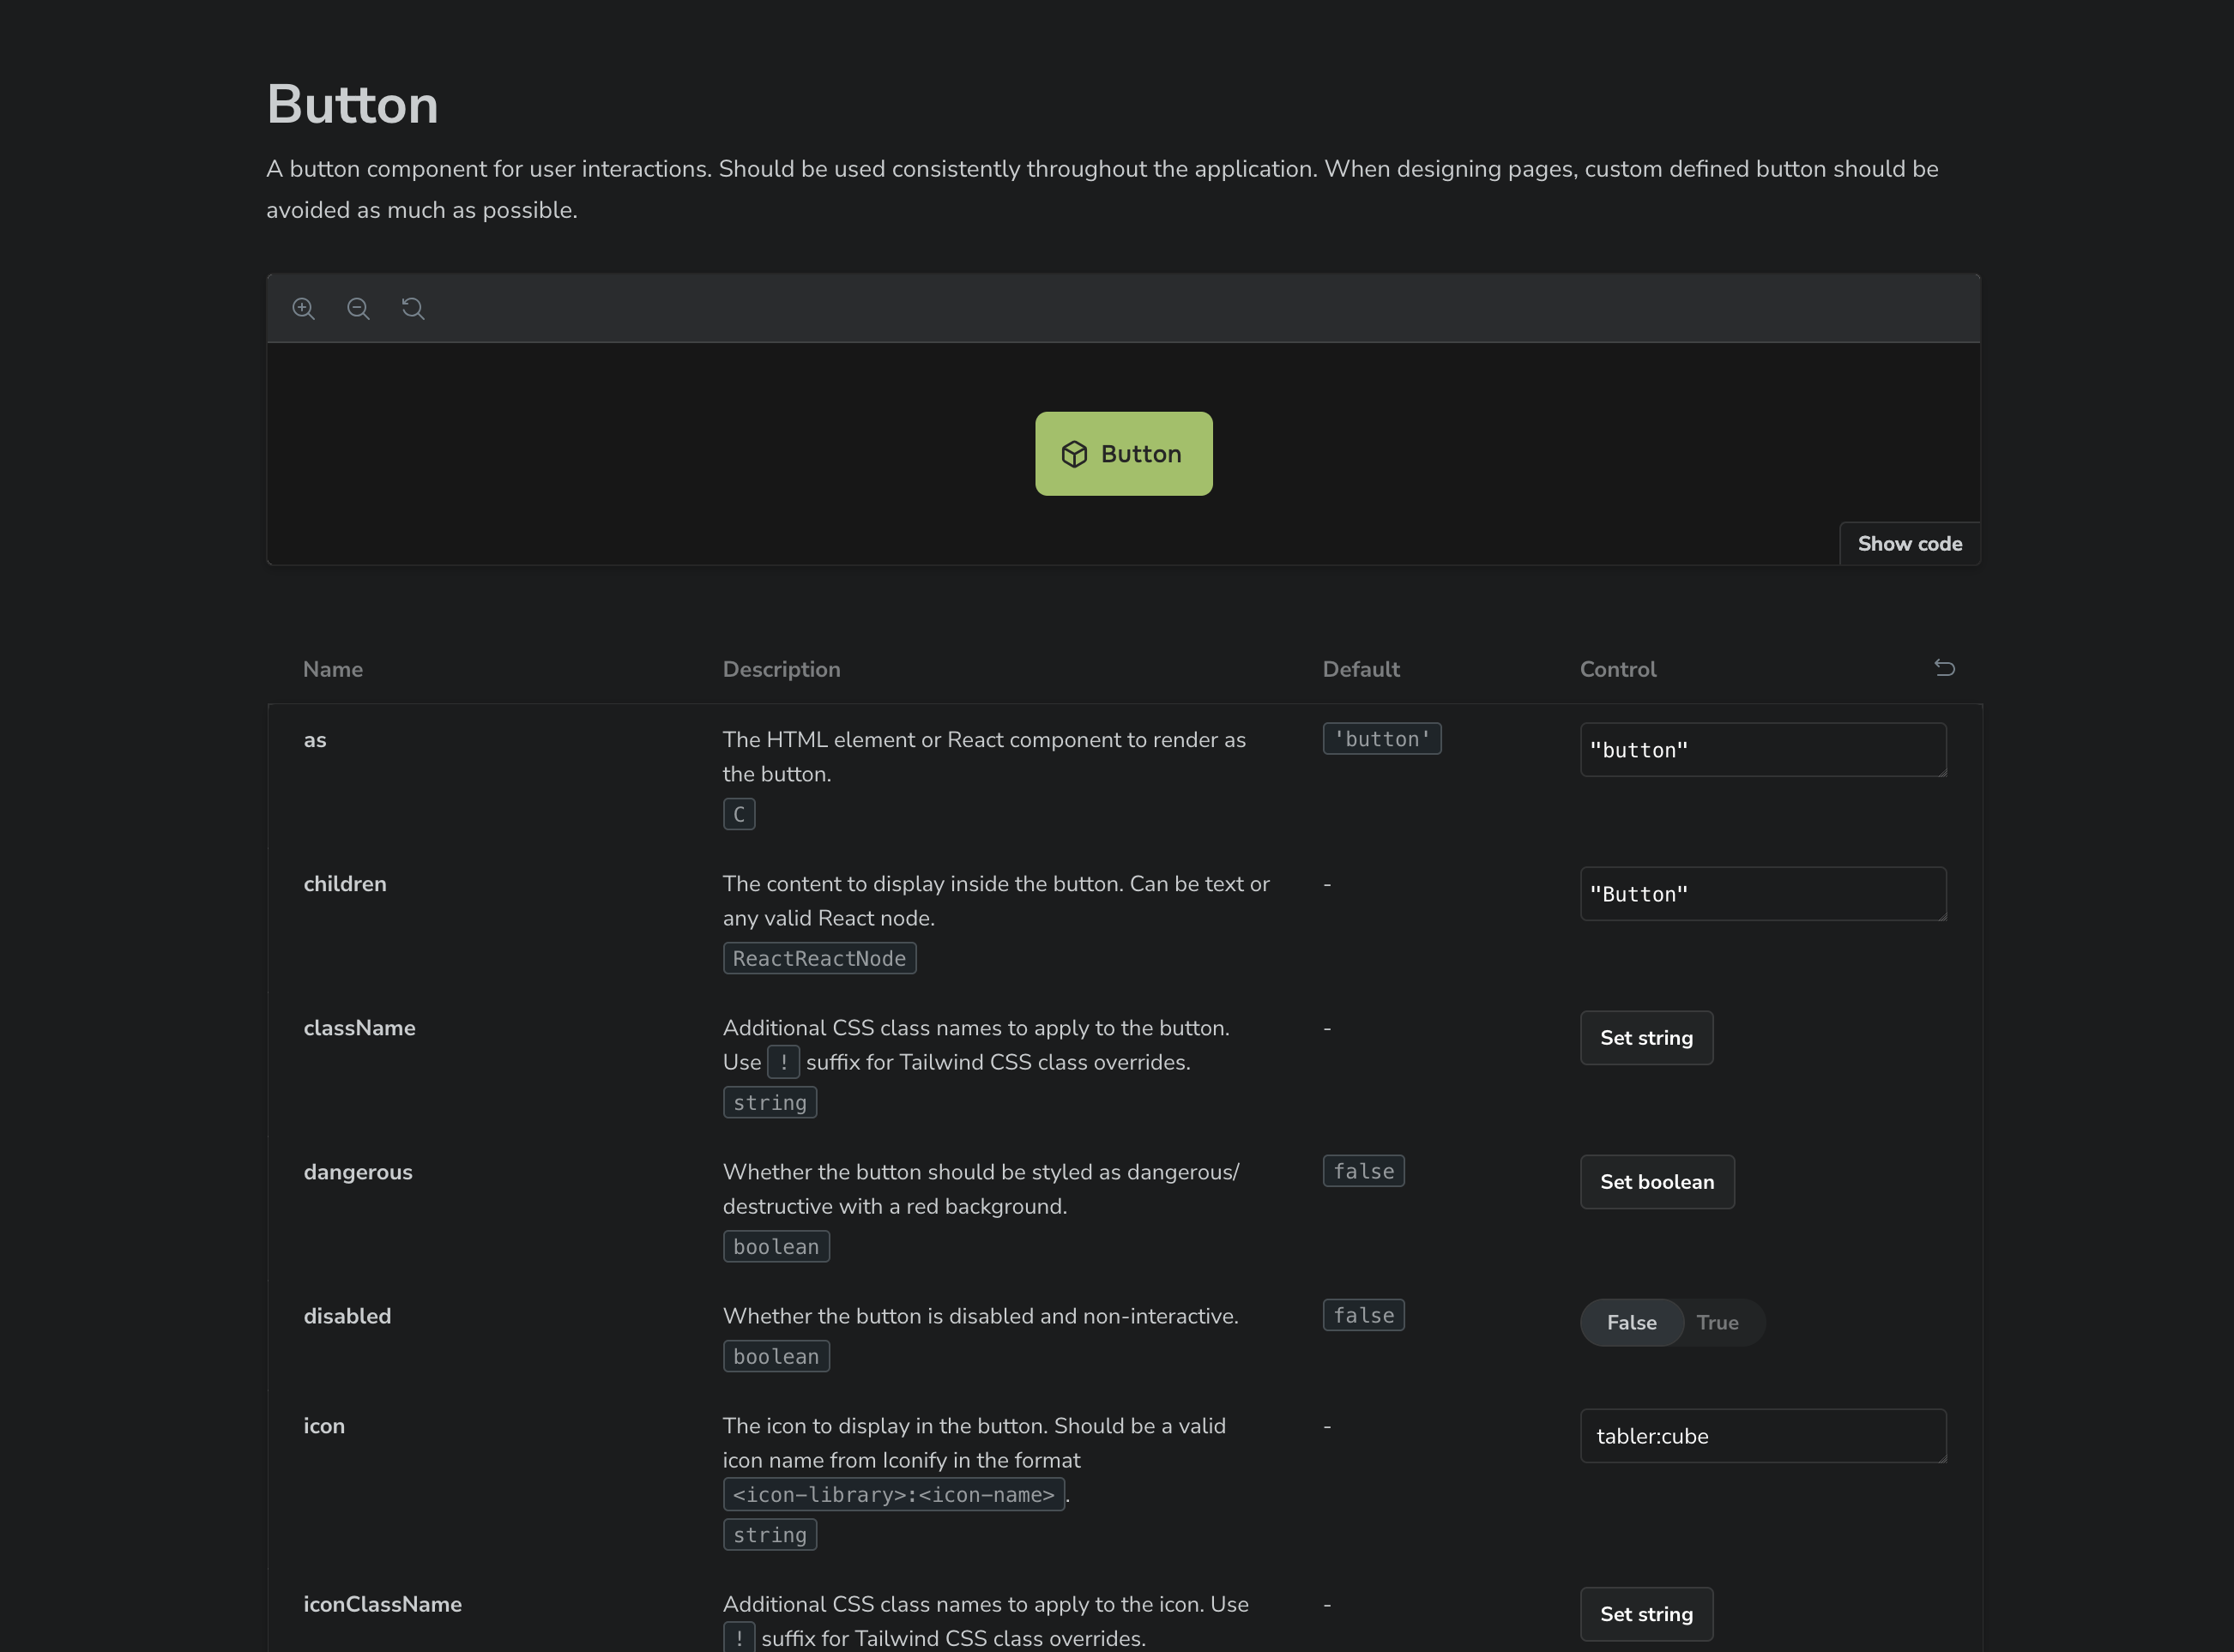 Button
A button component for user interactions. Should be used consistently throughout the application. When designing pages, custom defined button should be
avoided as much as possible.
Button
Show code
Name Description Default Control
as The HTML element or React component to render as 'button' "button"
the button.
C
children The content to display inside the button. Can be text or - "Button"
any valid React node.
ReactReactNode
className Additional CSS class names to apply to the button. - Set string
Use ! suffix for Tailwind CSS class overrides.
string
dangerous Whether the button should be styled as dangerous/ false Set boolean
destructive with a red background.
boolean
disabled Whether the button is disabled and non-interactive. false False True
boolean
icon The icon to display in the button. Should be a valid - tabler:cube
icon name from Iconify in the format
<icon-library>:<icon-name>.
string
iconClassName Additional CSS class names to apply to the icon. Use - Set string
! suffix for Tailwind CSS class overrides.